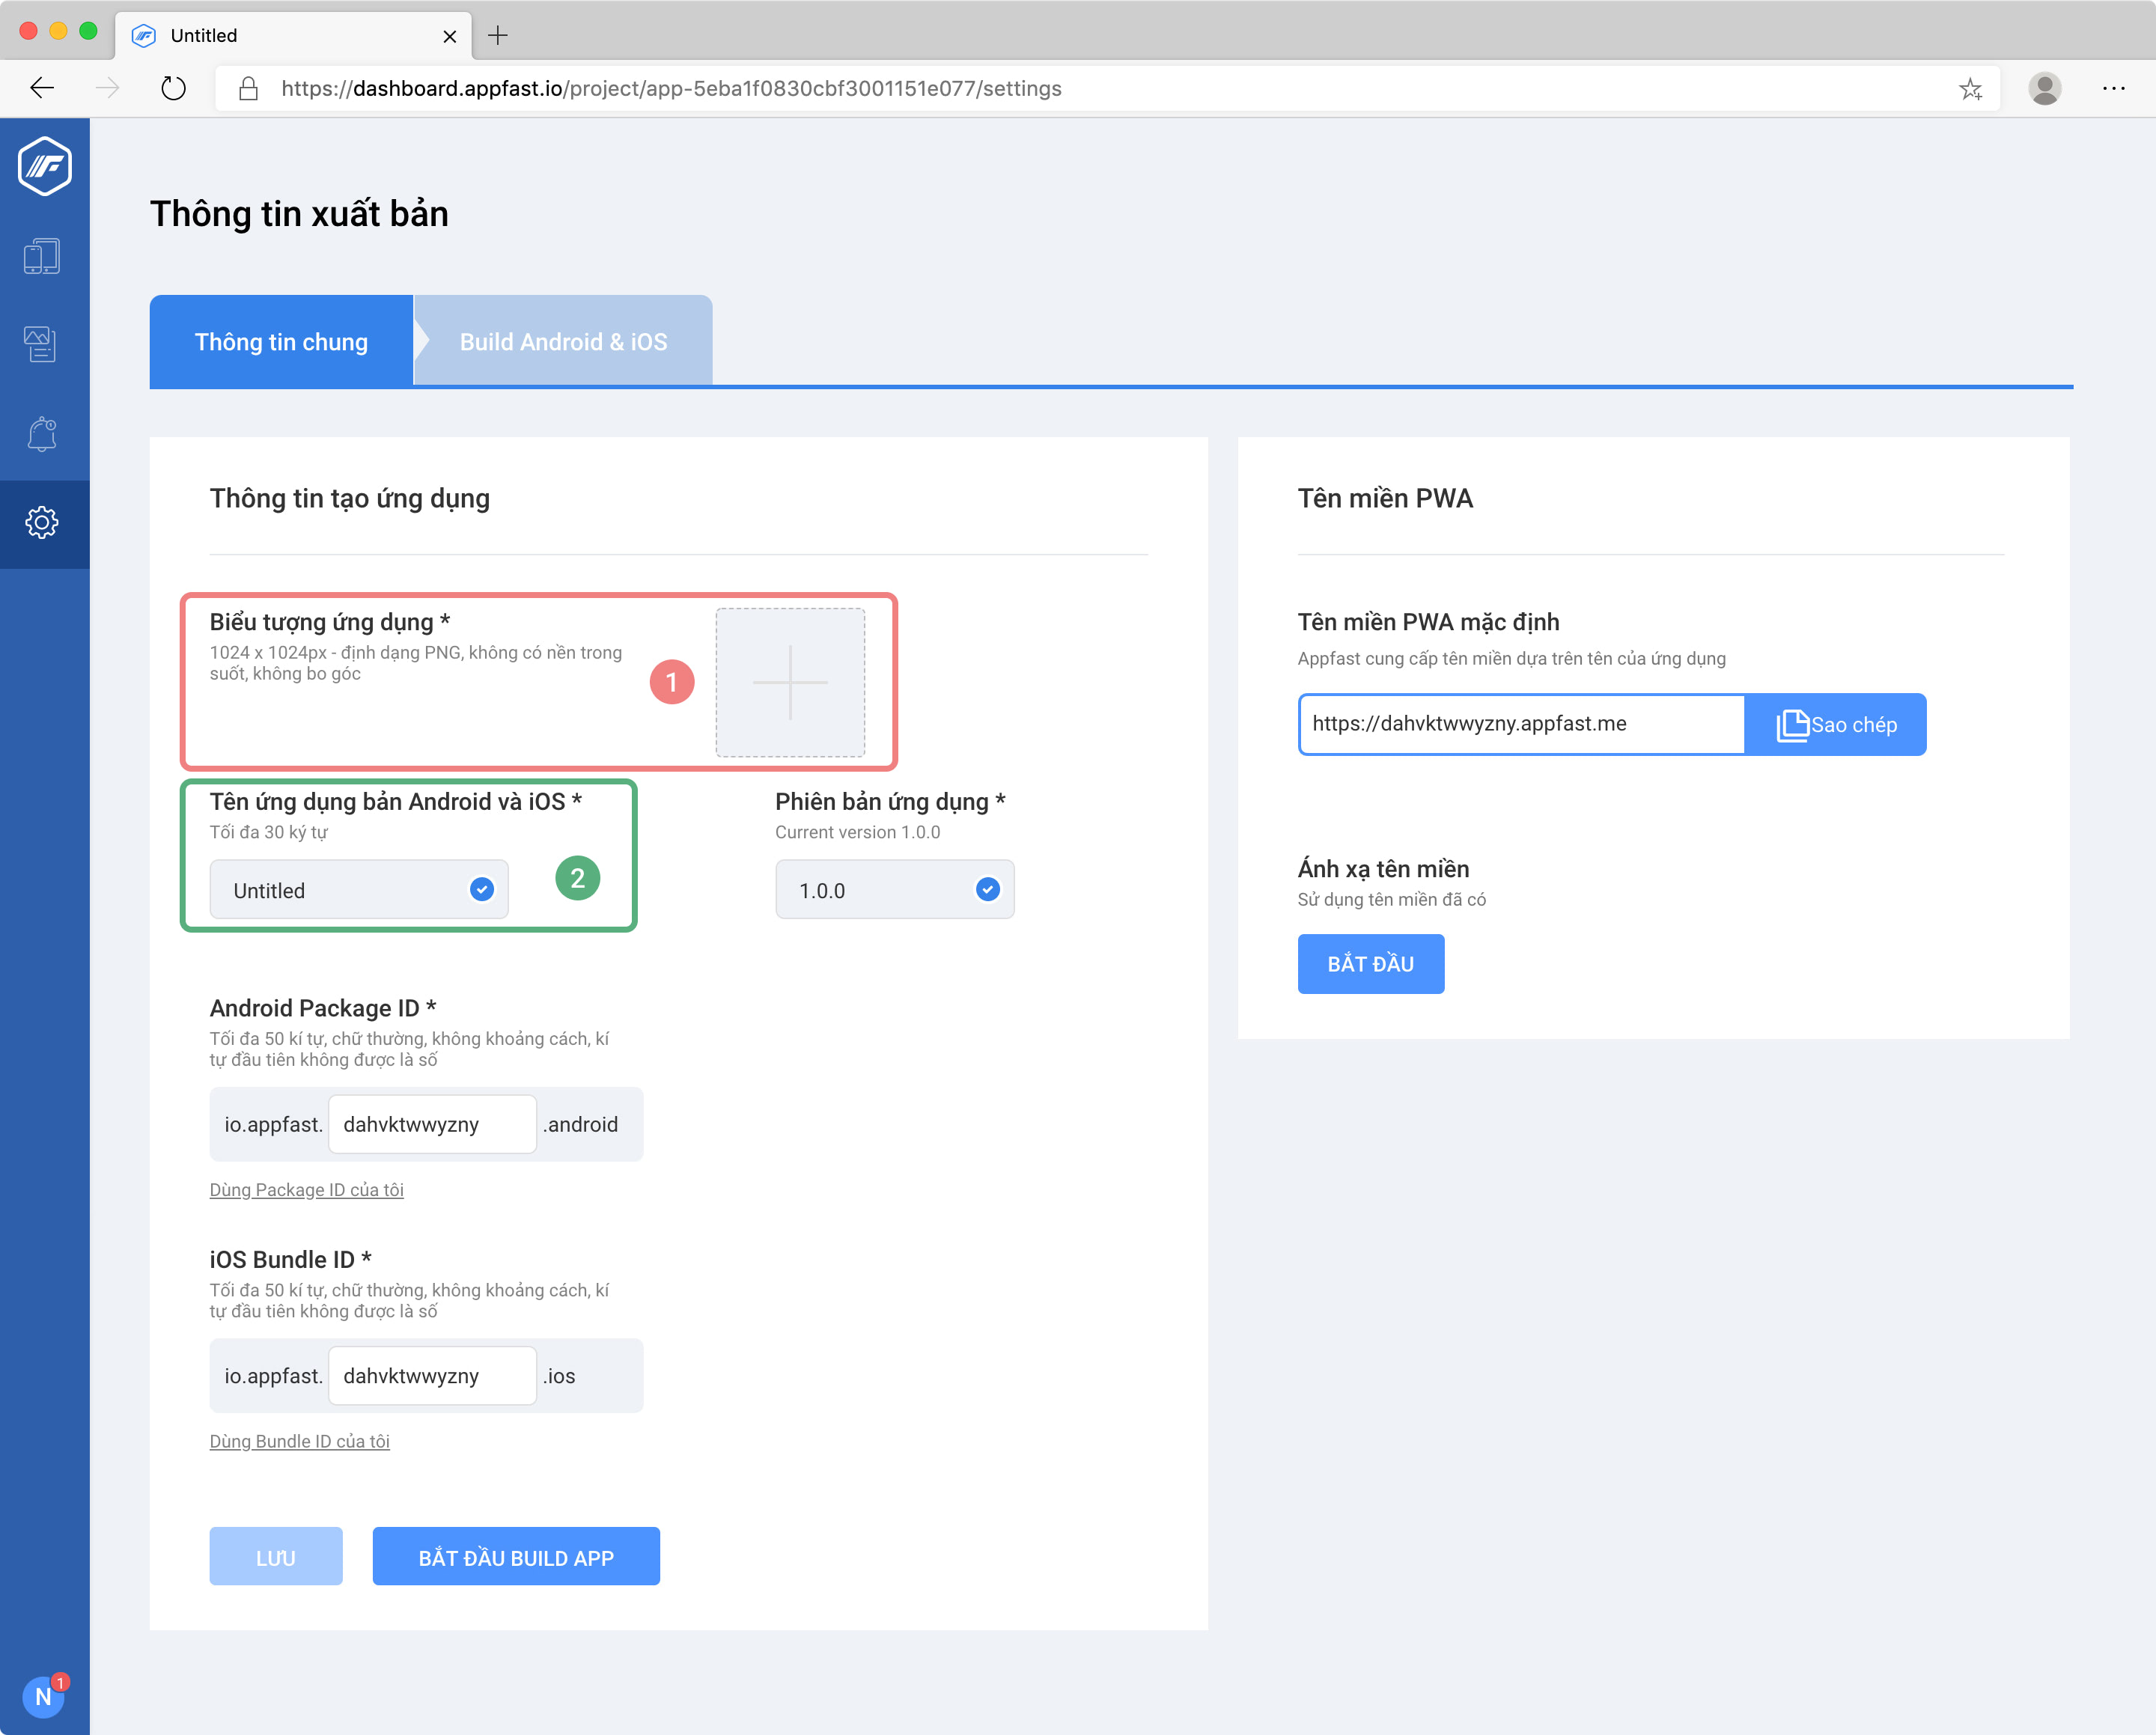 Untitled
https://dashboard.appfast.io/project/app-5eba1f0830cbf3001151e077/settings
Thông tin xuất bản
Thông tin chung
Build Android & iOS
Thông tin tạo ứng dụng
Biểu tượng ứng dụng *
1024 x 1024px - định dạng PNG, không có nền trong
suốt, không bo góc
1
Tên ứng dụng bản Android và iOS *
Tối đa 30 ký tự
Untitled
2
Phiên bản ứng dụng *
Current version 1.0.0
1.0.0
Android Package ID *
Tối đa 50 kí tự, chữ thường, không khoảng cách, kí
tự đầu tiên không được là số
io.appfast. dahvktwwyzny .android
Dùng Package ID của tôi
iOS Bundle ID *
Tối đa 50 kí tự, chữ thường, không khoảng cách, kí
tự đầu tiên không được là số
io.appfast. dahvktwwyzny .ios
Dùng Bundle ID của tôi
LƯU
BẮT ĐẦU BUILD APP
Tên miền PWA
Tên miền PWA mặc định
Appfast cung cấp tên miền dựa trên tên của ứng dụng
https://dahvktwwyzny.appfast.me
Sao chép
Ánh xạ tên miền
Sử dụng tên miền đã có
BẮT ĐẦU
N
1